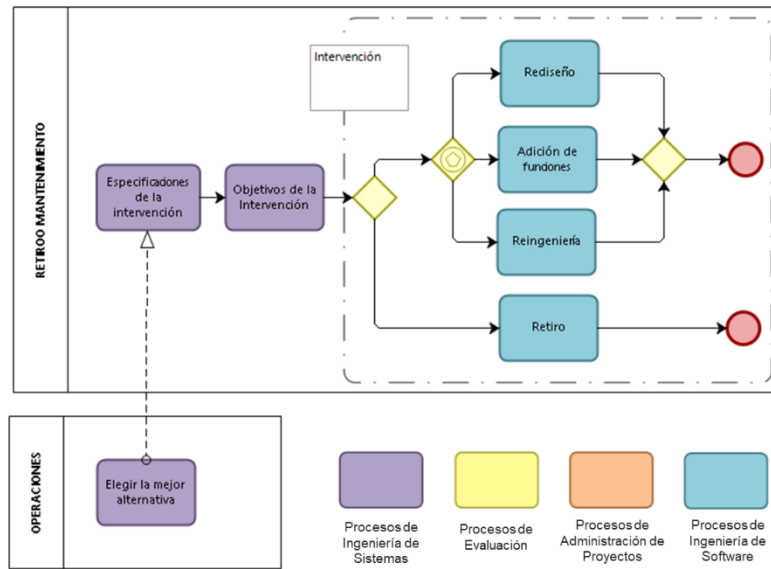 RETIROO MANTENIMIENTO
Intervención
Rediseño
Especificadones
de la
intervención
Objetivos de la
Intervención
Adición de
fundones
Reingeniería
Retiro
OPERACIONES
Elegir la mejor
alternativa
Procesos de
Ingeniería de
Sistemas
Procesos de
Evaluación
Procesos de
Administración de
Proyectos
Procesos de
Ingeniería de
Software